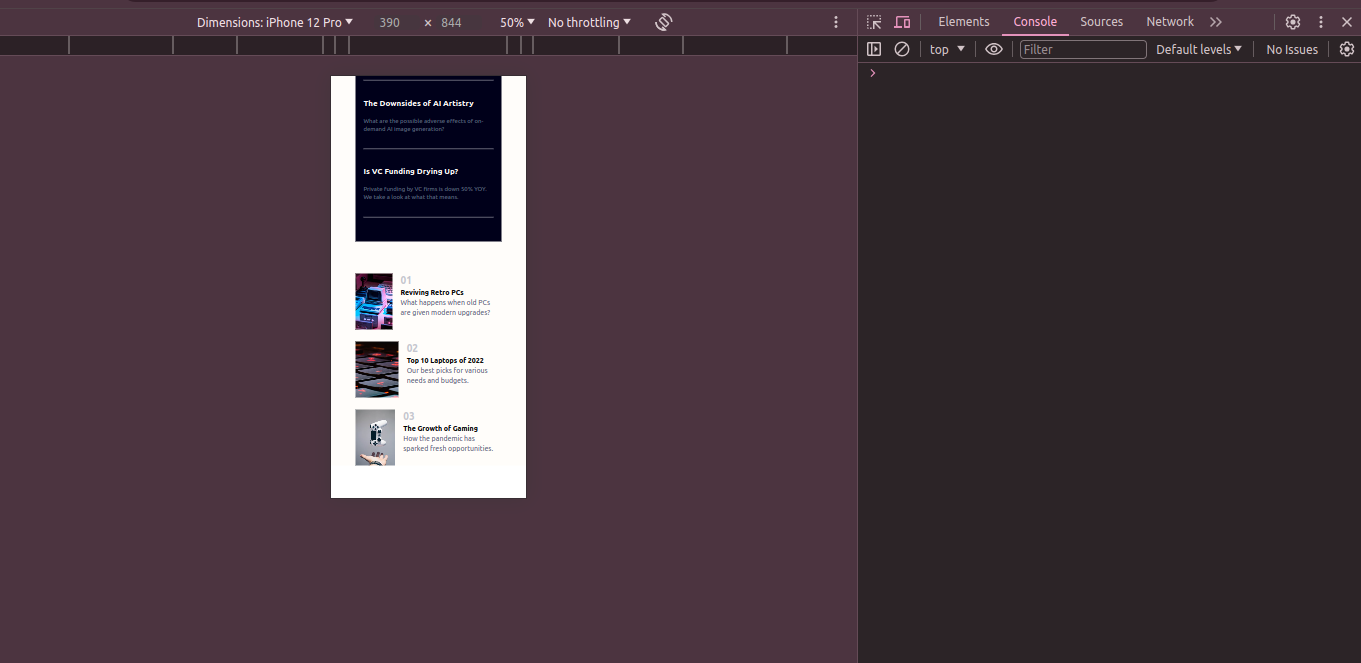 Dimensions: iPhone 12 Pro 390 × 844 50% No throttling
Elements Console Sources Network
top Filter Default levels No Issues
The Downsides of AI Artistry
What are the possible adverse effects of on-
demand AI image generation?
Is VC Funding Drying Up?
Private funding by VC firms is down 50% YOY.
We take a look at what that means.
01
Reviving Retro PCs
What happens when old PCs
are given modern upgrades?
02
Top 10 Laptops of 2022
Our best picks for various
needs and budgets.
03
The Growth of Gaming
How the pandemic has
sparked fresh opportunities.